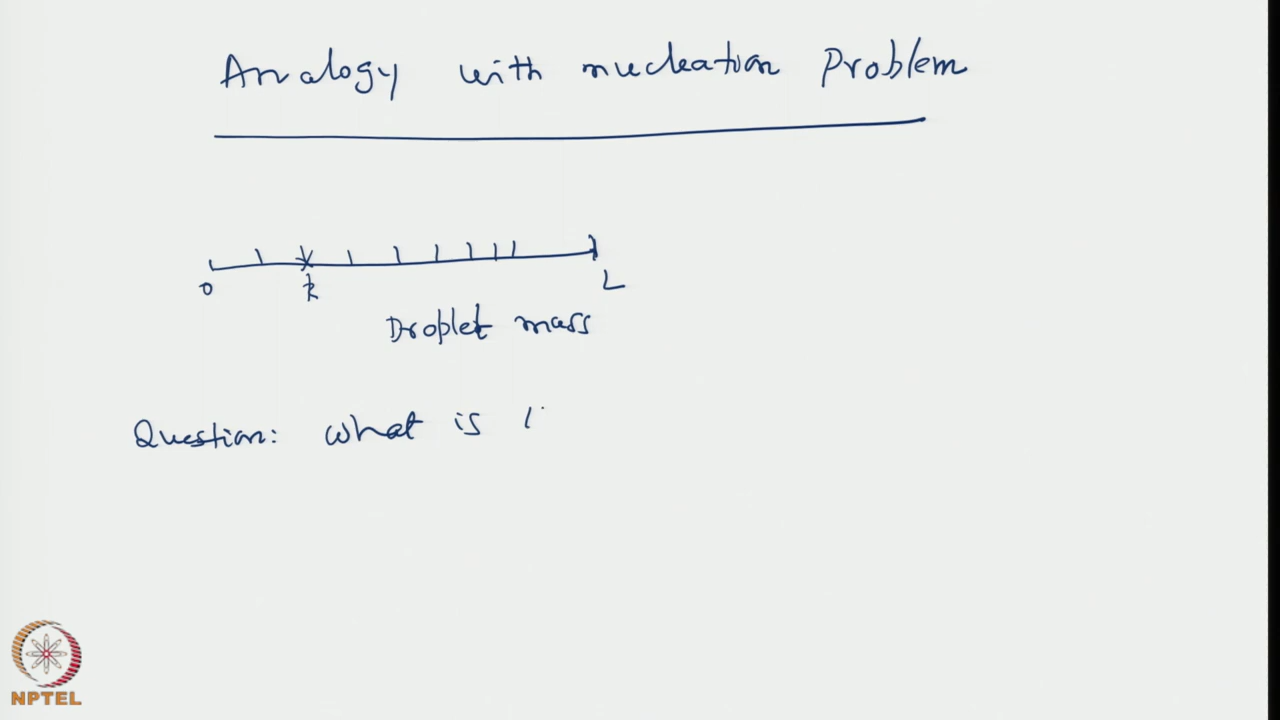 Analogy with nucleation Problem
0 k L
Droplet mass
Question: what is
NPTEL